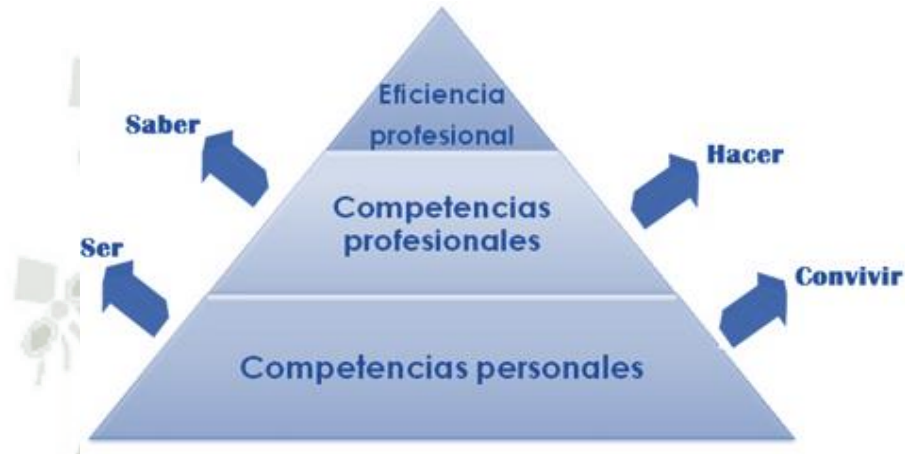 Eficiencia
profesional
Saber
Hacer
Competencias
profesionales
Ser
Convivir
Competencias personales